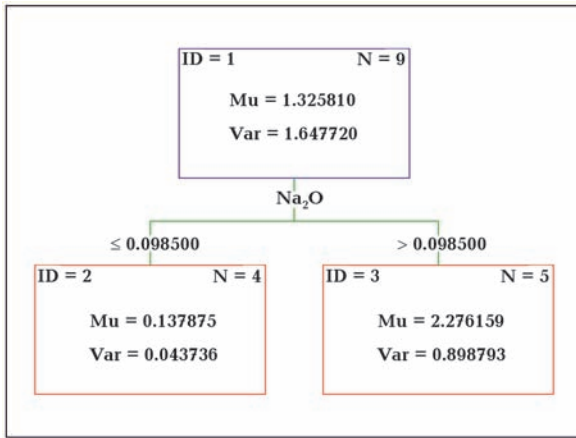 ID = 1 N = 9
Mu = 1.325810
Var = 1.647720
Na₂O
≤ 0.098500 > 0.098500
ID = 2 N = 4 ID = 3 N = 5
Mu = 0.137875 Mu = 2.276159
Var = 0.043736 Var = 0.898793